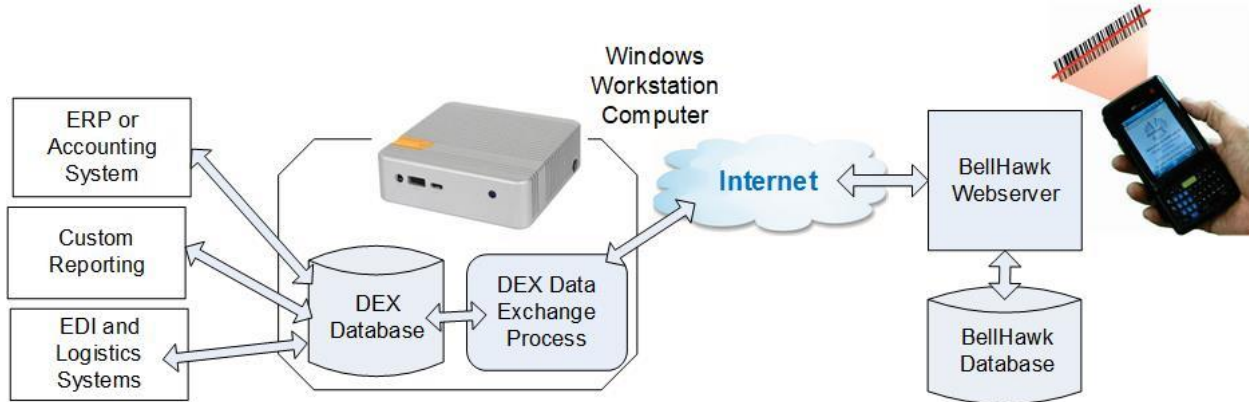 Windows
Workstation
Computer
ERP or
Accounting
System
Custom
Reporting
EDI and
Logistics
Systems
DEX
Database
DEX Data
Exchange
Process
Internet
BellHawk
Webserver
BellHawk
Database